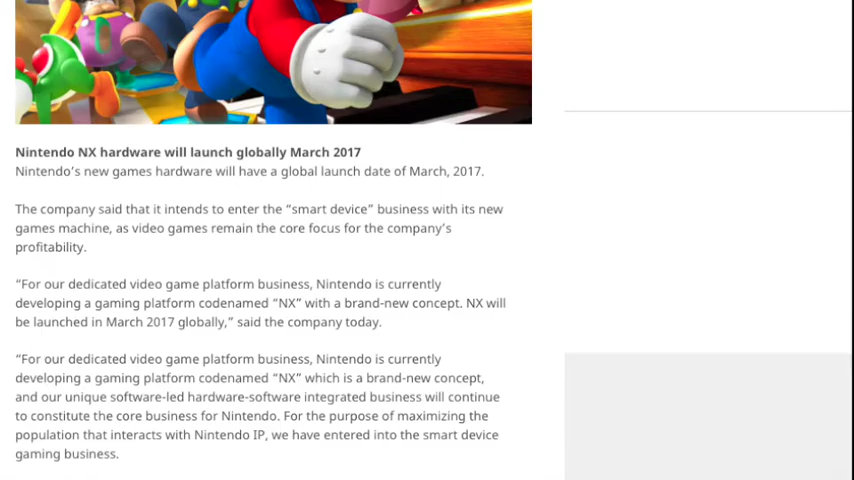 Nintendo NX hardware will launch globally March 2017
Nintendo’s new games hardware will have a global launch date of March, 2017.
The company said that it intends to enter the “smart device” business with its new
games machine, as video games remain the core focus for the company’s
profitability.
“For our dedicated video game platform business, Nintendo is currently
developing a gaming platform codenamed “NX” with a brand-new concept. NX will
be launched in March 2017 globally,” said the company today.
“For our dedicated video game platform business, Nintendo is currently
developing a gaming platform codenamed “NX” which is a brand-new concept,
and our unique software-led hardware-software integrated business will continue
to constitute the core business for Nintendo. For the purpose of maximizing the
population that interacts with Nintendo IP, we have entered into the smart device
gaming business.